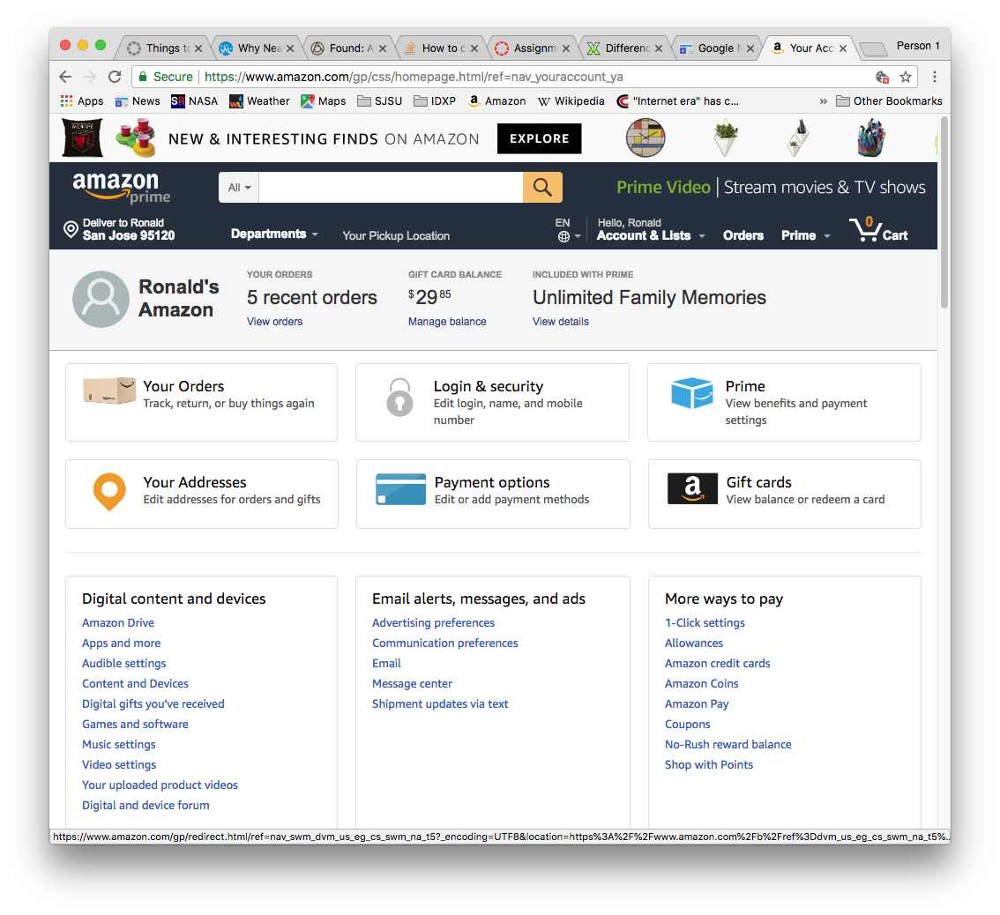 Things to Why Nea Found: A How to c Assignm Differenc Google N Your Acc Person 1
Secure https://www.amazon.com/gp/css/homepage.html/ref=nav_youraccount_ya
Apps News NASA Weather Maps SJSU IDXP Amazon Wikipedia "Internet era" has c... » Other Bookmarks
NEW & INTERESTING FINDS ON AMAZON EXPLORE
amazon prime
All
Prime Video | Stream movies & TV shows
Deliver to Ronald
San Jose 95120
Departments Your Pickup Location
EN
Hello, Ronald
Account & Lists Orders Prime 0 Cart
Ronald's Amazon
YOUR ORDERS
5 recent orders
View orders
GIFT CARD BALANCE
$29 85
Manage balance
INCLUDED WITH PRIME
Unlimited Family Memories
View details
Your Orders
Track, return, or buy things again
Login & security
Edit login, name, and mobile
number
Prime
View benefits and payment
settings
Your Addresses
Edit addresses for orders and gifts
Payment options
Edit or add payment methods
Gift cards
View balance or redeem a card
Digital content and devices
Amazon Drive
Apps and more
Audible settings
Content and Devices
Digital gifts you've received
Games and software
Music settings
Video settings
Your uploaded product videos
Digital and device forum
Email alerts, messages, and ads
Advertising preferences
Communication preferences
Email
Message center
Shipment updates via text
More ways to pay
1-Click settings
Allowances
Amazon credit cards
Amazon Coins
Amazon Pay
Coupons
No-Rush reward balance
Shop with Points
https://www.amazon.com/gp/redirect.html/ref=nav_swm_dvm_us_eg_cs_swm_na_t5?_encoding=UTF8&location=https%3A%2F%2Fwww.amazon.com%2Fb%2Fref%3Ddvm_us_eg_cs_swm_na_t5%...